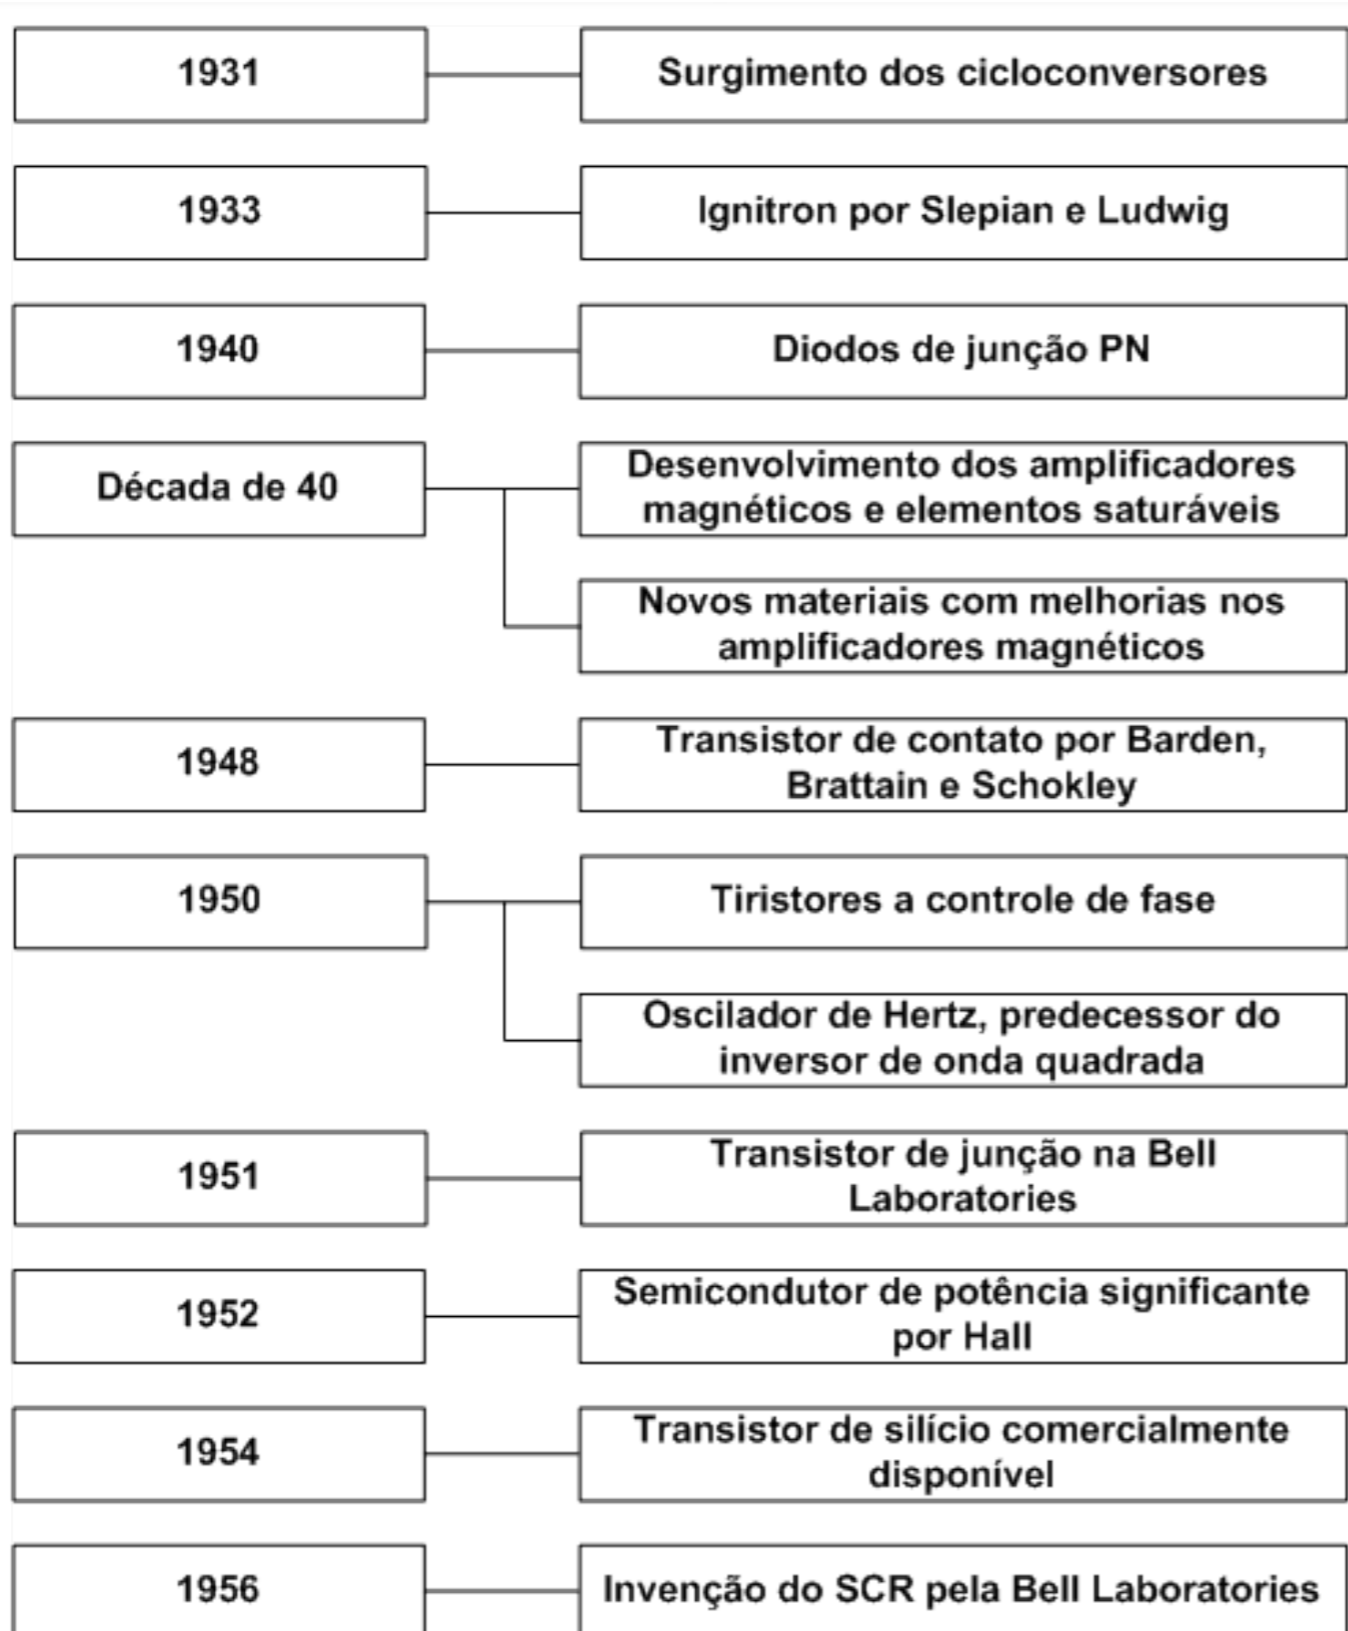 1931
Surgimento dos cicloconversores
1933
Ignitron por Slepian e Ludwig
1940
Diodos de junção PN
Década de 40
Desenvolvimento dos amplificadores
magnéticos e elementos saturáveis
Novos materiais com melhorias nos
amplificadores magnéticos
1948
Transistor de contato por Barden,
Brattain e Schokley
1950
Tiristores a controle de fase
Oscilador de Hertz, predecessor do
inversor de onda quadrada
1951
Transistor de junção na Bell
Laboratories
1952
Semicondutor de potência significante
por Hall
1954
Transistor de silício comercialmente
disponível
1956
Invenção do SCR pela Bell Laboratories